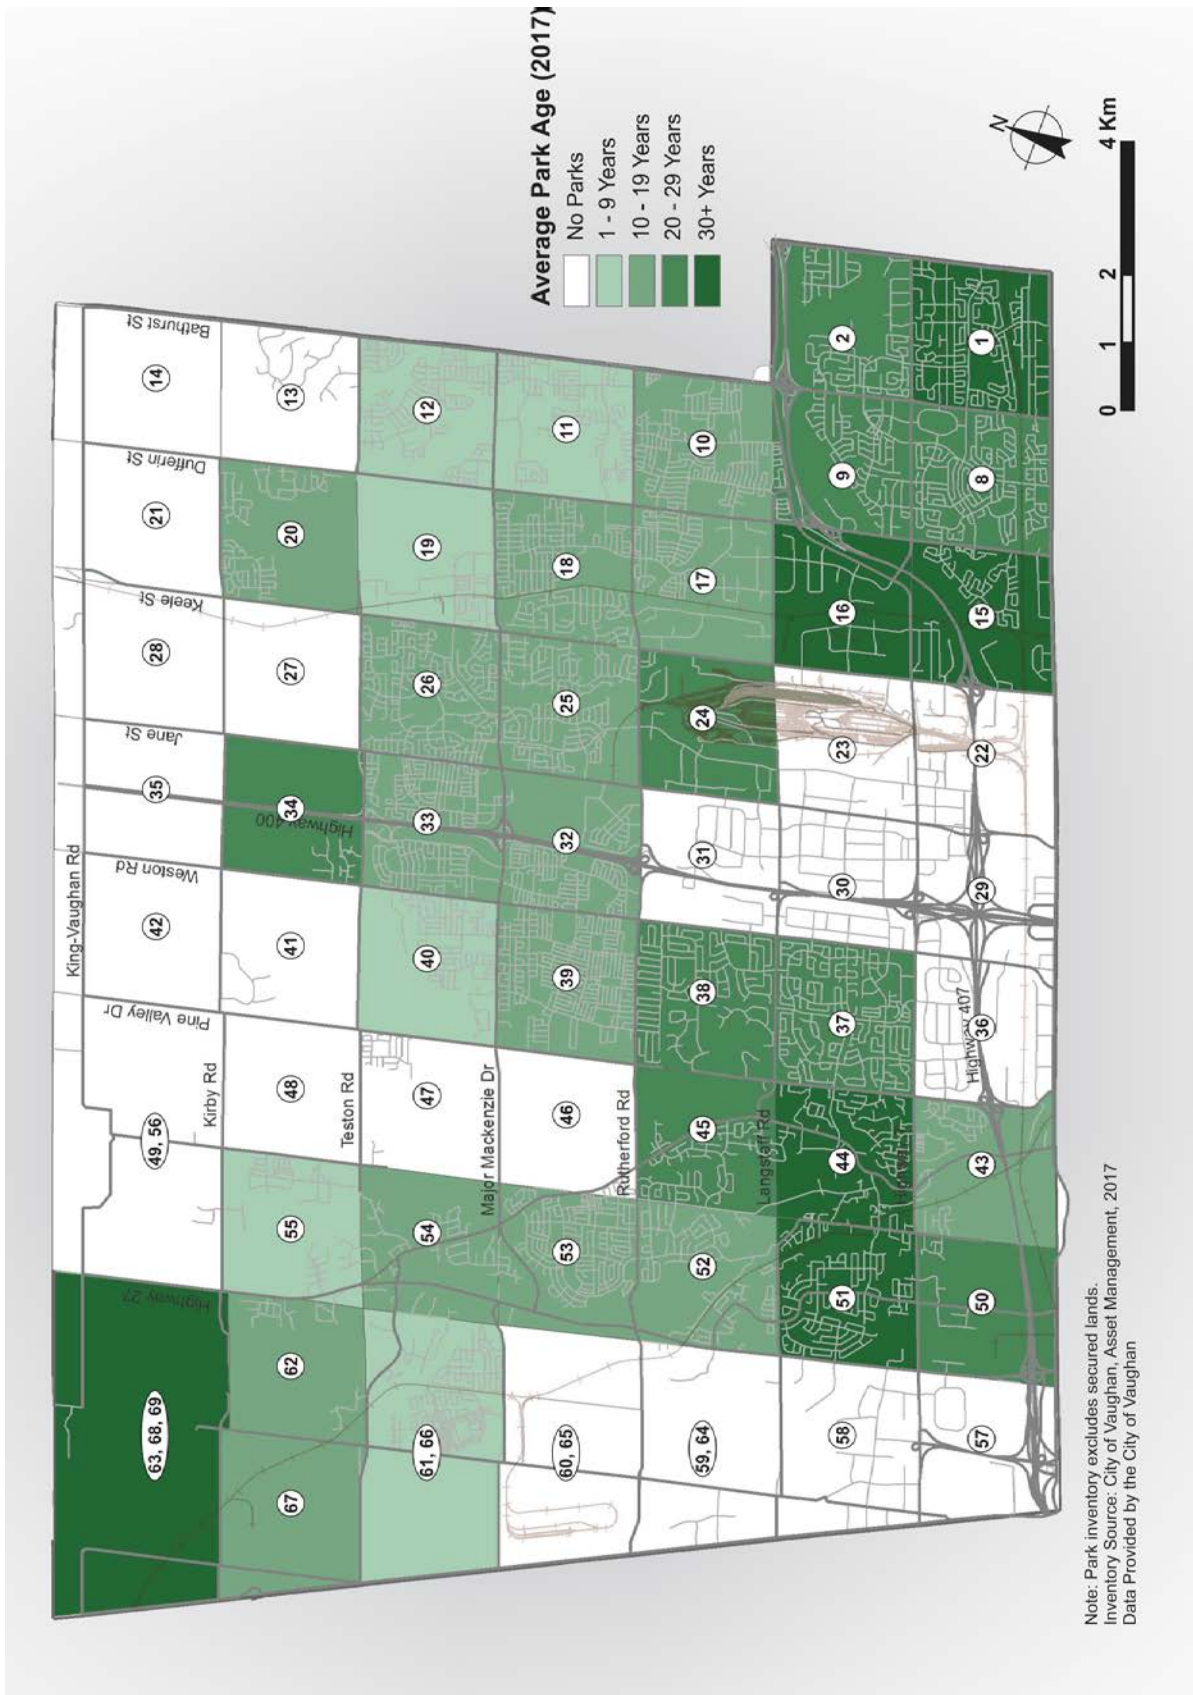 Average Park Age (2017)
No Parks
1 - 9 Years
10 - 19 Years
20 - 29 Years
30+ Years
N
0 1 2 4 Km
King-Vaughan Rd
Kirby Rd
Teston Rd
Major Mackenzie Dr
Rutherford Rd
Langstaff Rd
Highway 7
Highway 407
Highway 27
Pine Valley Dr
Weston Rd
Highway 400
Jane St
Keele St
Dufferin St
Bathurst St
63, 68, 69
49, 56
42
35
28
21
14
67
62
55
48
41
34
27
20
13
61, 66
54
47
40
33
26
19
12
60, 65
53
46
39
32
25
18
11
59, 64
52
45
38
31
24
17
10
58
51
44
37
30
23
16
9
2
57
50
43
36
29
22
15
8
1
Note: Park inventory excludes secured lands.
Inventory Source: City of Vaughan, Asset Management, 2017
Data Provided by the City of Vaughan